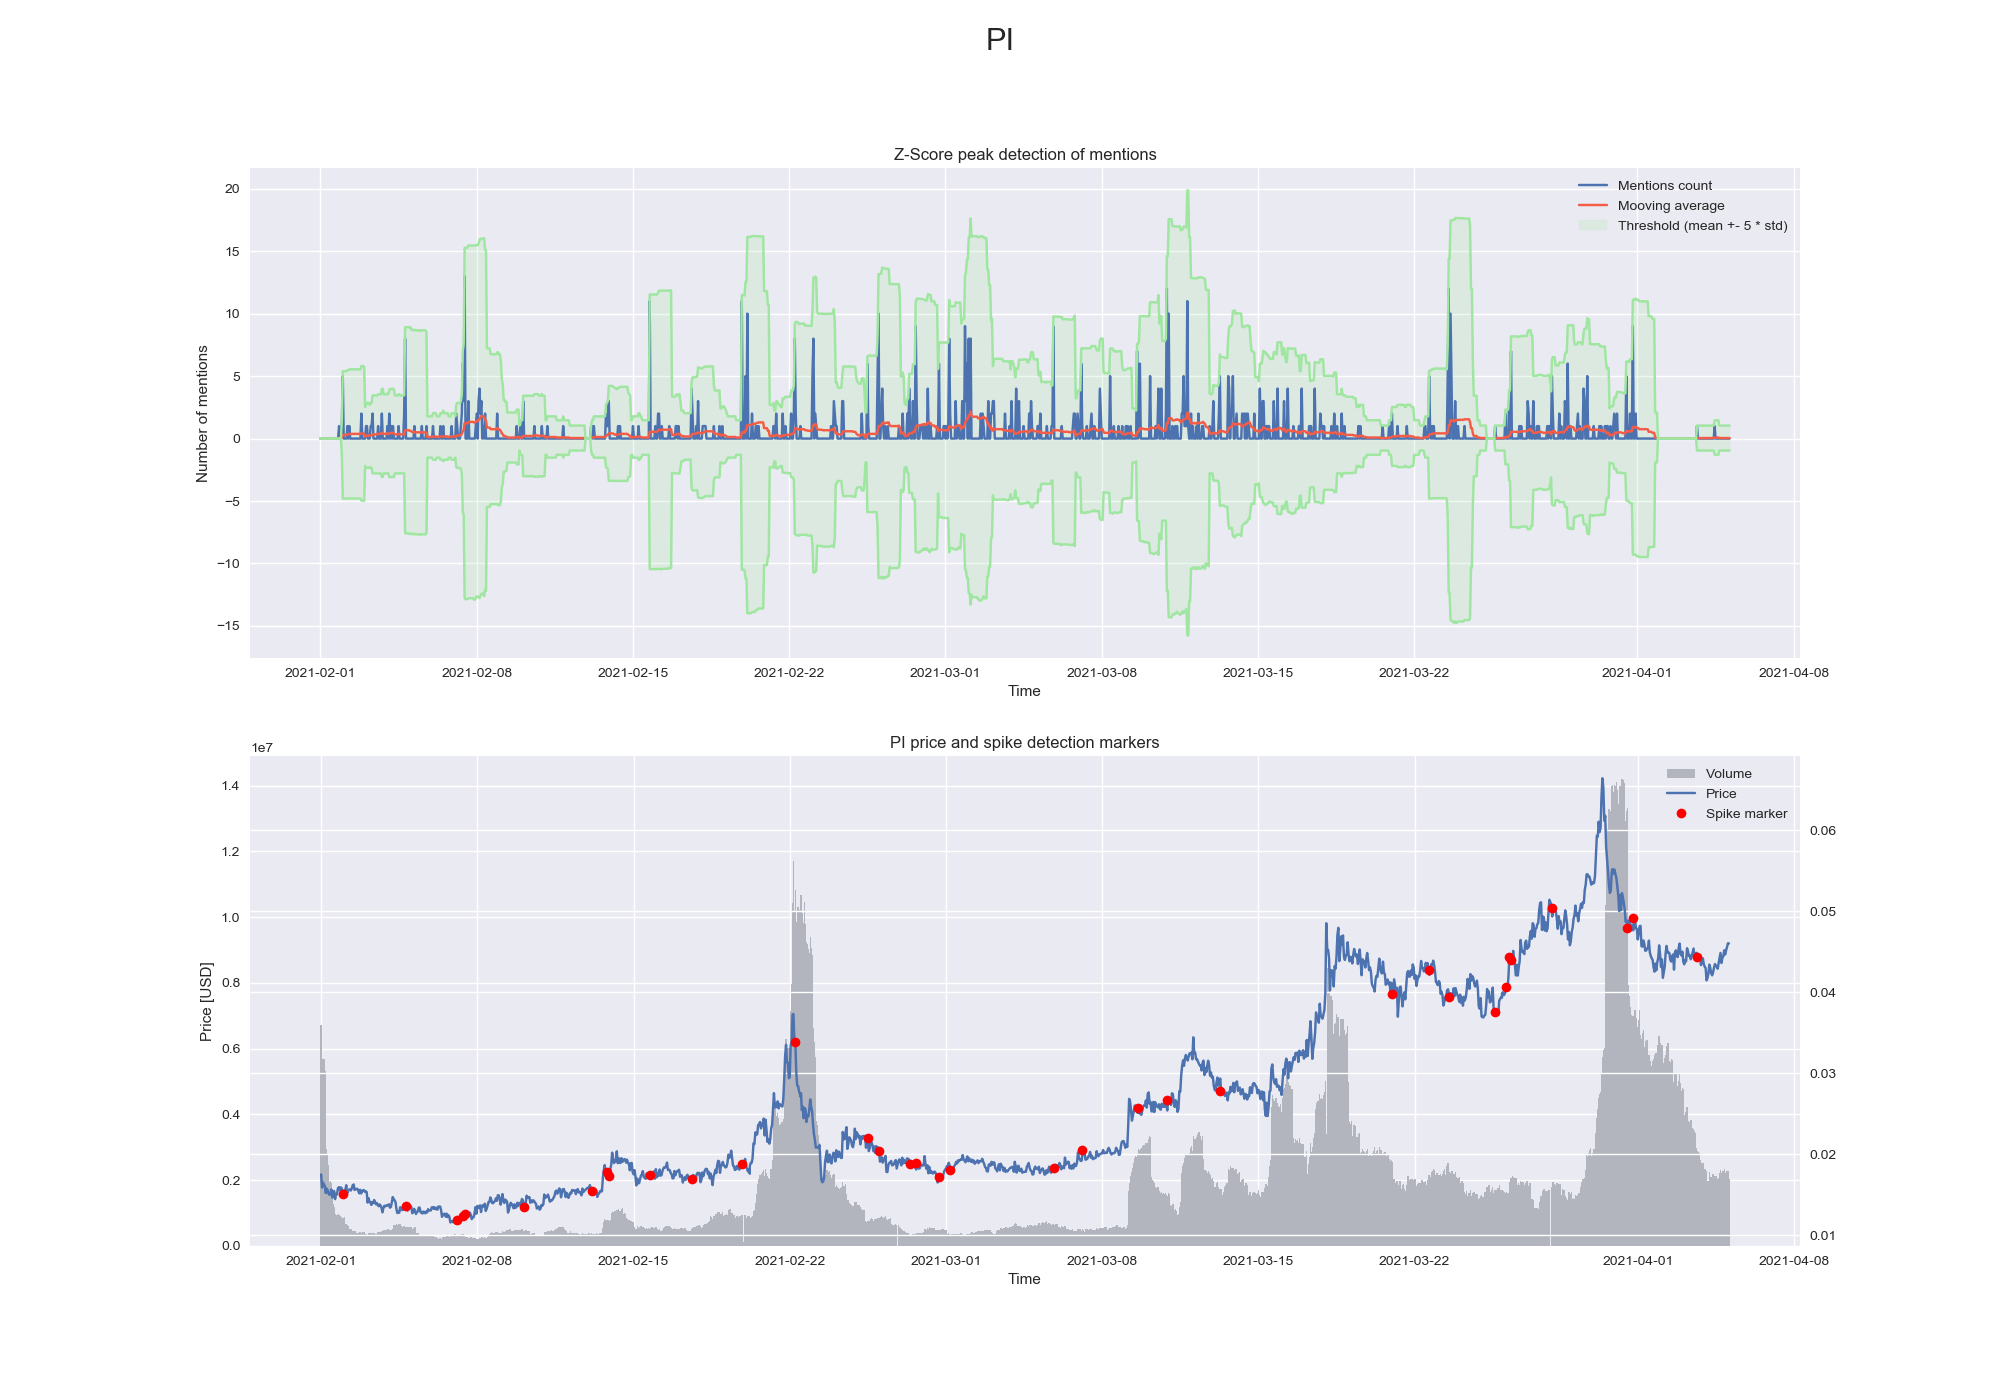 PI
Z-Score peak detection of mentions
Mentions count
Mooving average
Threshold (mean +- 5 * std)
Number of mentions
20
15
10
5
0
−5
−10
−15
2021-02-01 2021-02-08 2021-02-15 2021-02-22 2021-03-01 2021-03-08 2021-03-15 2021-03-22 2021-04-01 2021-04-08
Time
PI price and spike detection markers
1e7
Volume
Price
Spike marker
Price [USD]
1.4
1.2
1.0
0.8
0.6
0.4
0.2
0.0
0.06
0.05
0.04
0.03
0.02
0.01
2021-02-01 2021-02-08 2021-02-15 2021-02-22 2021-03-01 2021-03-08 2021-03-15 2021-03-22 2021-04-01 2021-04-08
Time